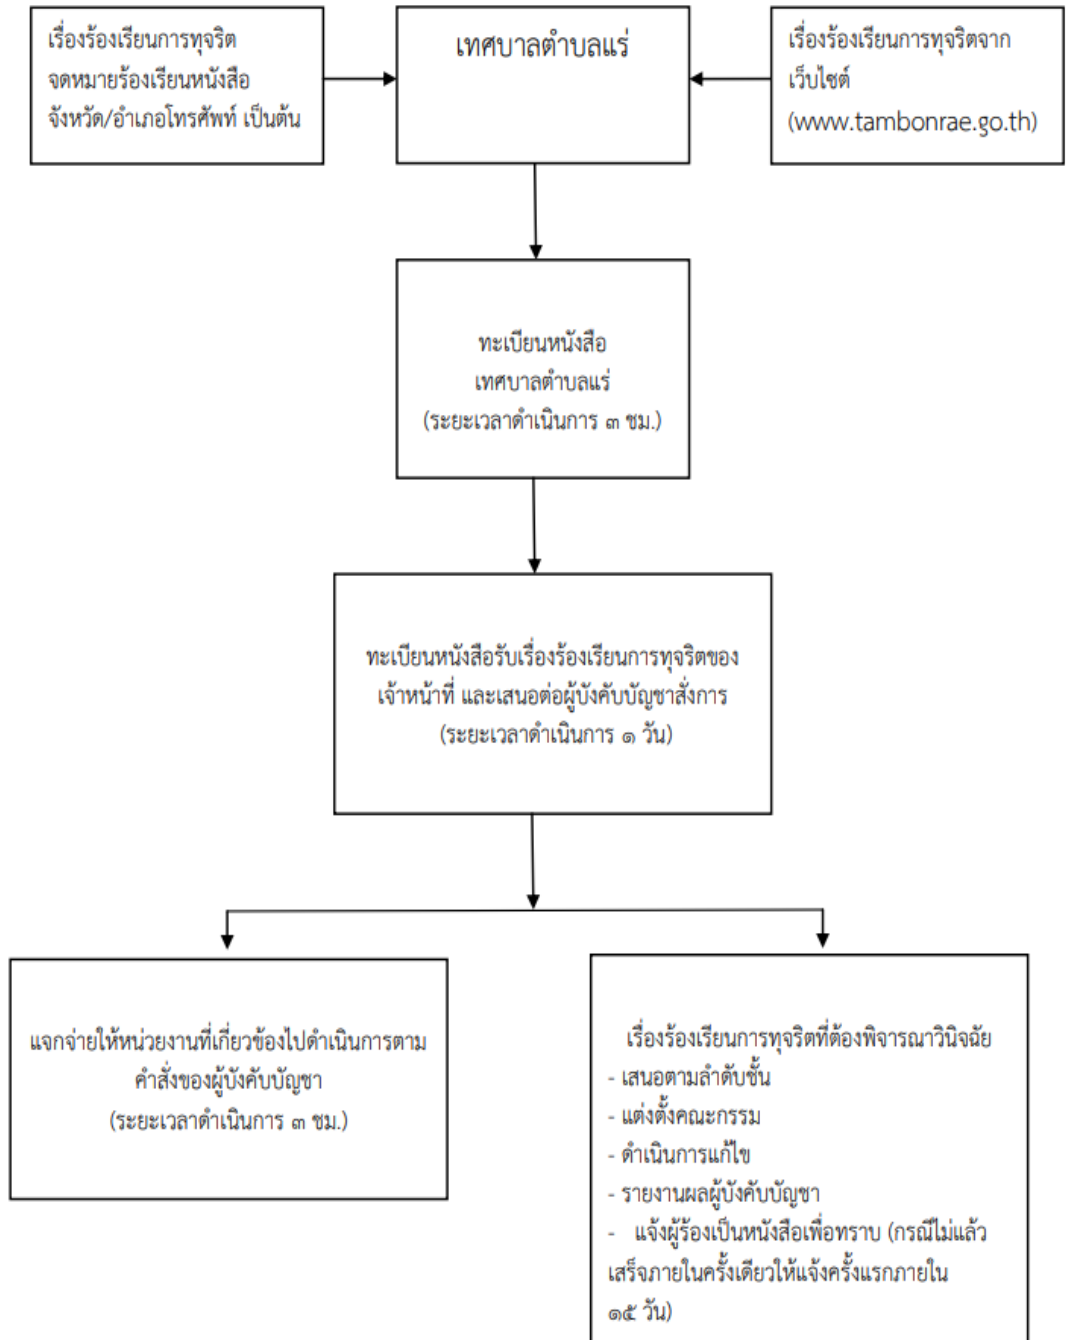 เรื่องร้องเรียนการทุจริต
จดหมายร้องเรียนหนังสือ
จังหวัด/อำเภอโทรศัพท์ เป็นต้น
เทศบาลตำบลแร่
เรื่องร้องเรียนการทุจริตจาก
เว็บไซต์
(www.tambonrae.go.th)
ทะเบียนหนังสือ
เทศบาลตำบลแร่
(ระยะเวลาดำเนินการ ๓ ชม.)
ทะเบียนหนังสือรับเรื่องร้องเรียนการทุจริตของ
เจ้าหน้าที่ และเสนอต่อผู้บังคับบัญชาสั่งการ
(ระยะเวลาดำเนินการ ๑ วัน)
แจกจ่ายให้หน่วยงานที่เกี่ยวข้องไปดำเนินการตาม
คำสั่งของผู้บังคับบัญชา
(ระยะเวลาดำเนินการ ๓ ชม.)
เรื่องร้องเรียนการทุจริตที่ต้องพิจารณาวินิจฉัย
- เสนอตามลำดับชั้น
- แต่งตั้งคณะกรรม
- ดำเนินการแก้ไข
- รายงานผลผู้บังคับบัญชา
- แจ้งผู้ร้องเป็นหนังสือเพื่อทราบ (กรณีไม่แล้ว
เสร็จภายในครั้งเดียวให้แจ้งครั้งแรกภายใน
๑๕ วัน)